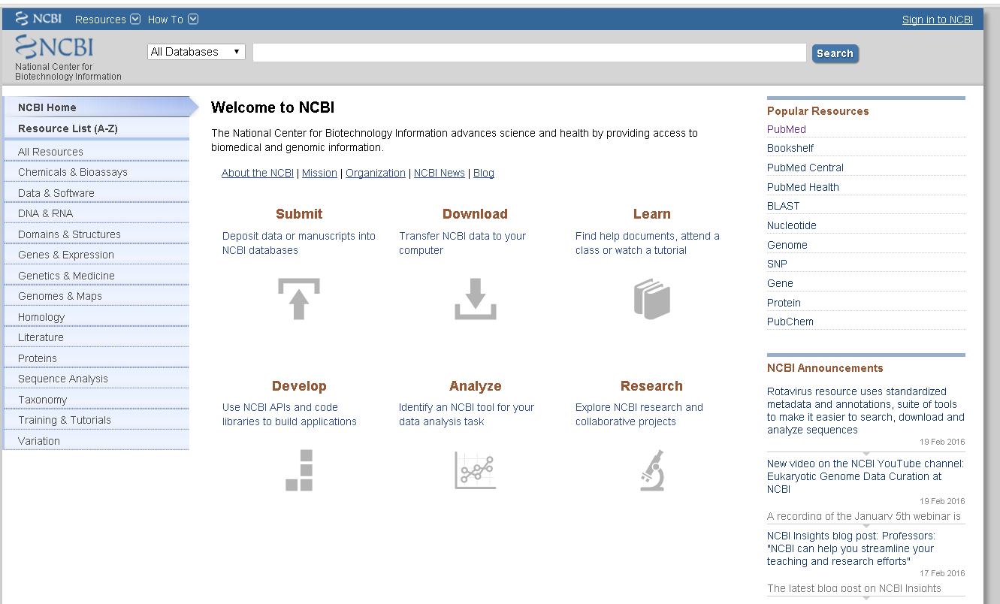 NCBI Resources How To Sign in to NCBI
NCBI
National Center for
Biotechnology Information
All Databases
Search
NCBI Home
Resource List (A-Z)
All Resources
Chemicals & Bioassays
Data & Software
DNA & RNA
Domains & Structures
Genes & Expression
Genetics & Medicine
Genomes & Maps
Homology
Literature
Proteins
Sequence Analysis
Taxonomy
Training & Tutorials
Variation
Welcome to NCBI
The National Center for Biotechnology Information advances science and health by providing access to
biomedical and genomic information.
About the NCBI | Mission | Organization | NCBI News | Blog
Submit
Deposit data or manuscripts into
NCBI databases
Download
Transfer NCBI data to your
computer
Learn
Find help documents, attend a
class or watch a tutorial
Develop
Use NCBI APIs and code
libraries to build applications
Analyze
Identify an NCBI tool for your
data analysis task
Research
Explore NCBI research and
collaborative projects
Popular Resources
PubMed
Bookshelf
PubMed Central
PubMed Health
BLAST
Nucleotide
Genome
SNP
Gene
Protein
PubChem
NCBI Announcements
Rotavirus resource uses standardized
metadata and annotations, suite of tools
to make it easier to search, download and
analyze sequences
19 Feb 2016
New video on the NCBI YouTube channel:
Eukaryotic Genome Data Curation at
NCBI
19 Feb 2016
A recording of the January 5th webinar is
NCBI Insights blog post: Professors:
"NCBI can help you streamline your
teaching and research efforts"
17 Feb 2016
The latest blog post on NCBI Insights